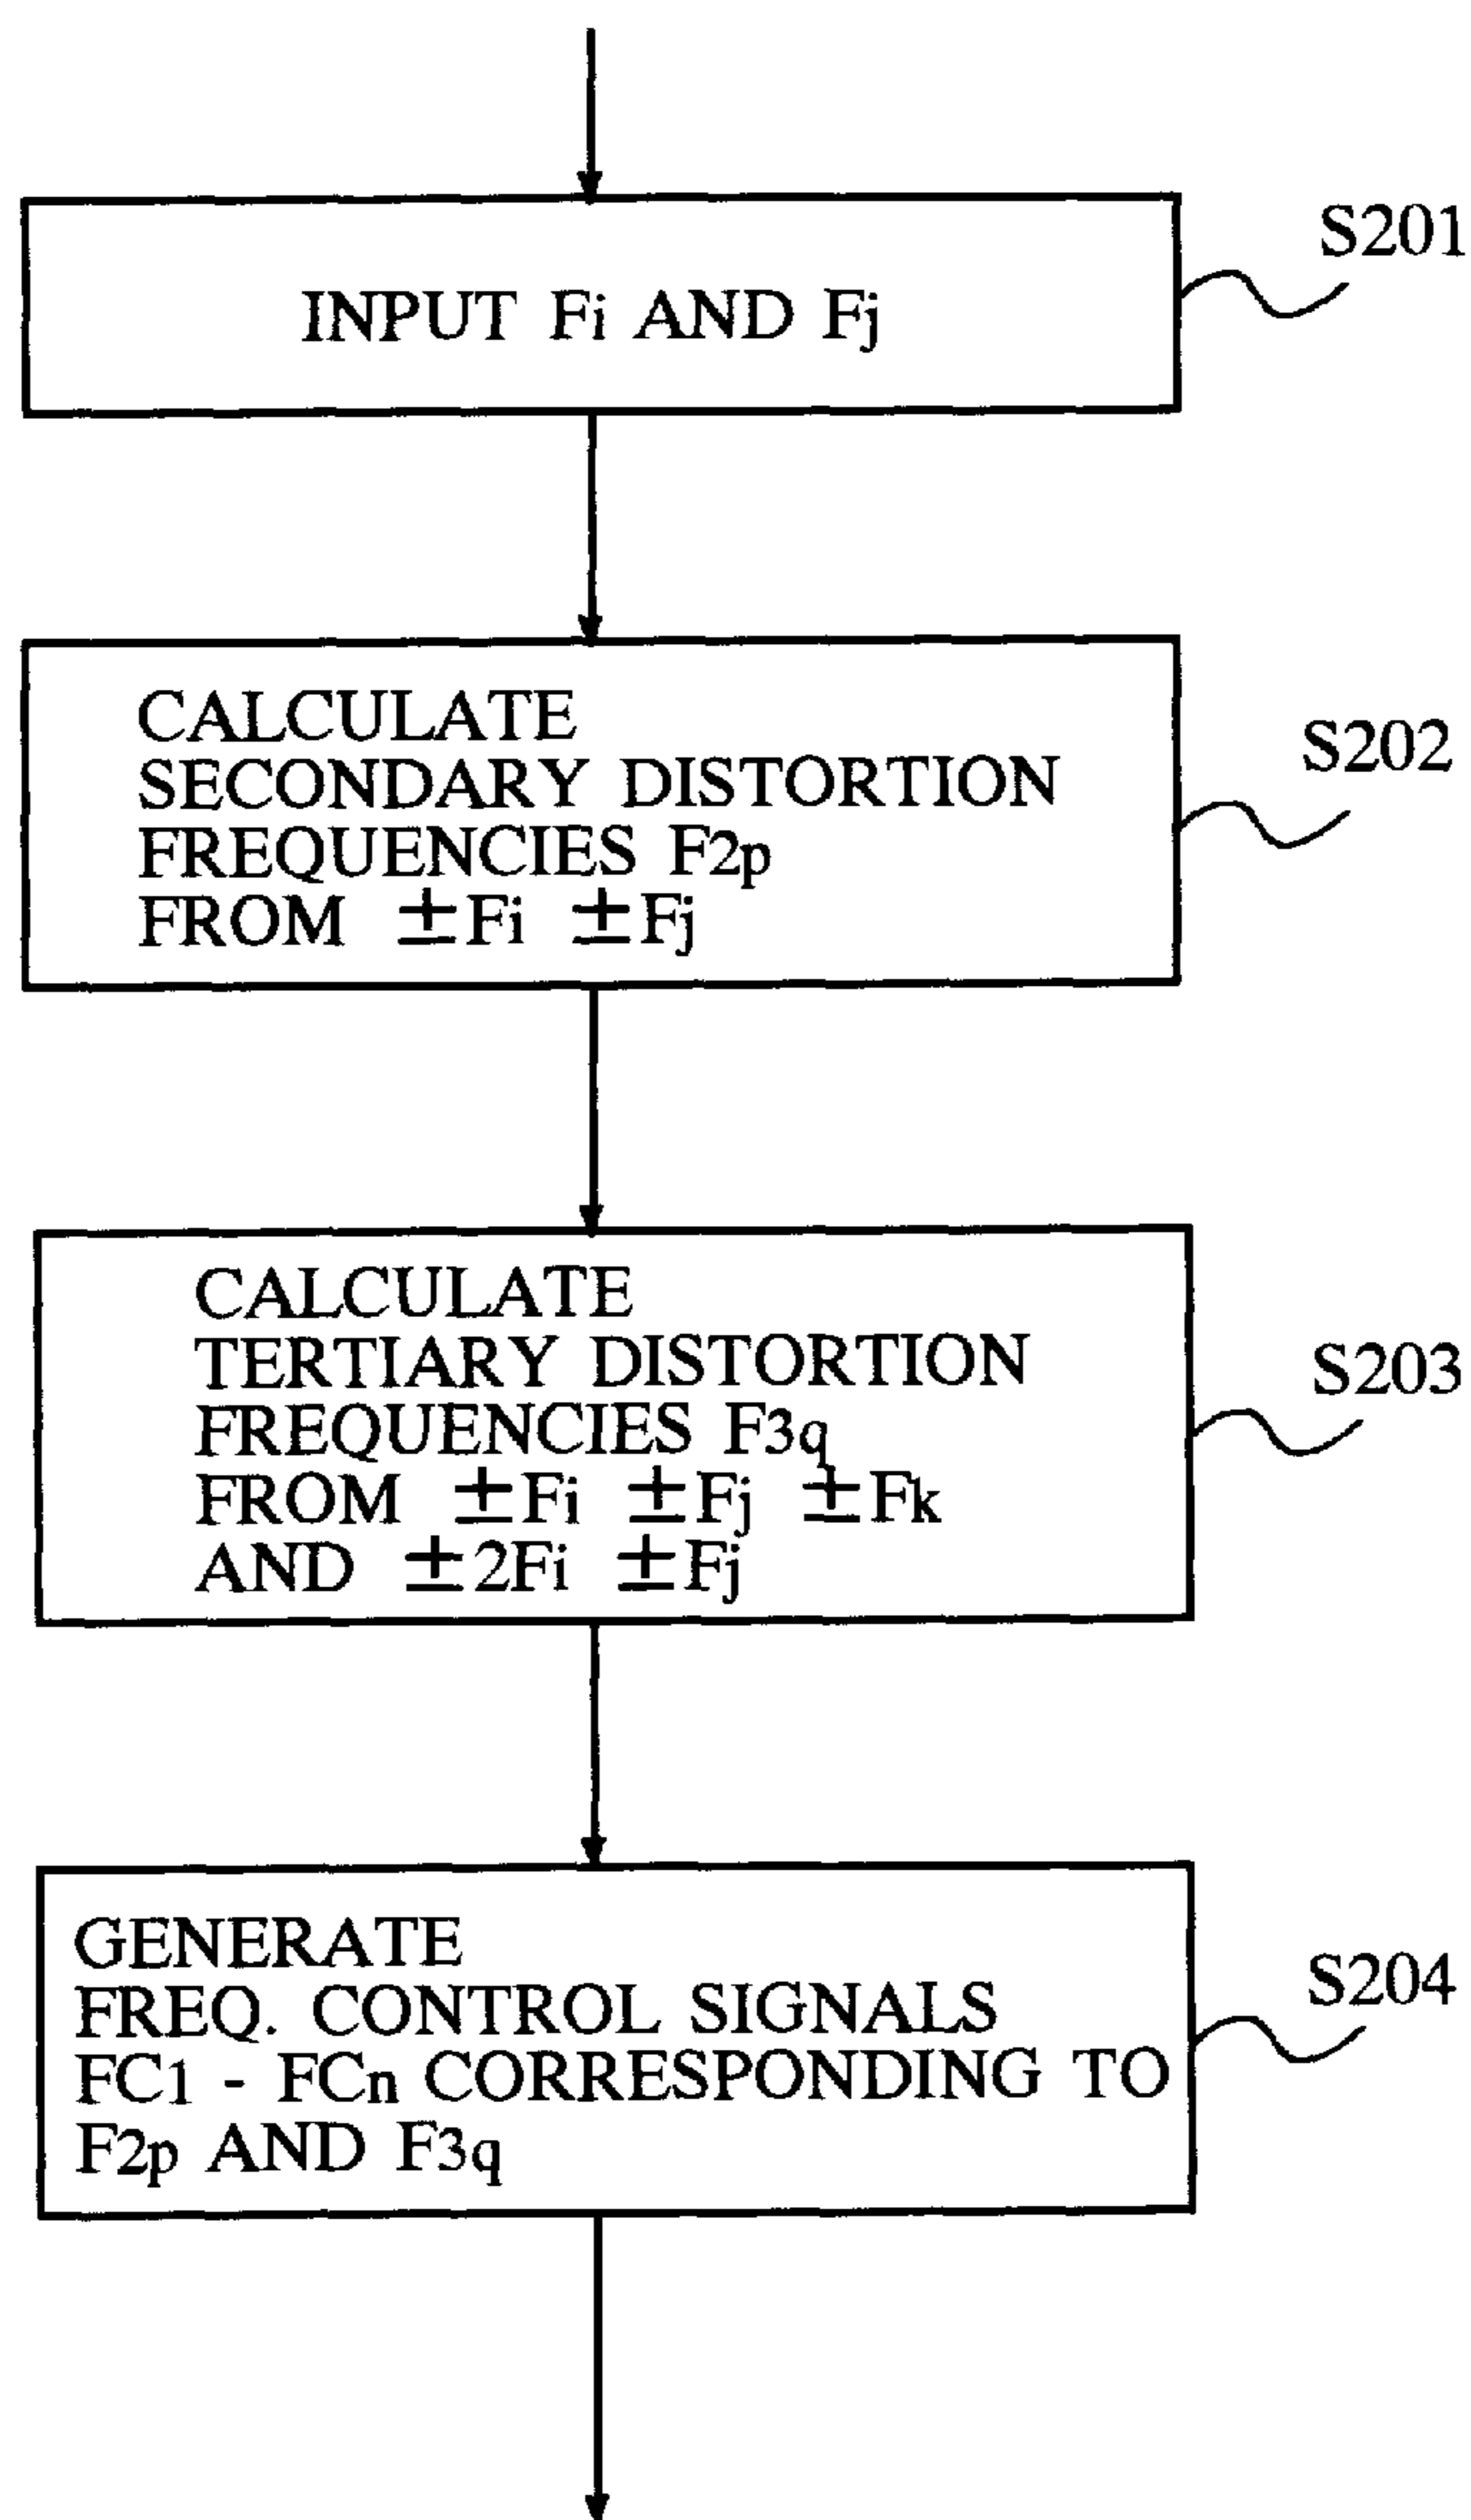 S201
INPUT Fi AND Fj
S202
CALCULATE
SECONDARY DISTORTION
FREQUENCIES F2p
FROM ±Fi ±Fj
S203
CALCULATE
TERTIARY DISTORTION
FREQUENCIES F3q
FROM ±Fi ±Fj ±Fk
AND ±2Fi ±Fj
S204
GENERATE
FREQ. CONTROL SIGNALS
FC1 - FCn CORRESPONDING TO
F2p AND F3q